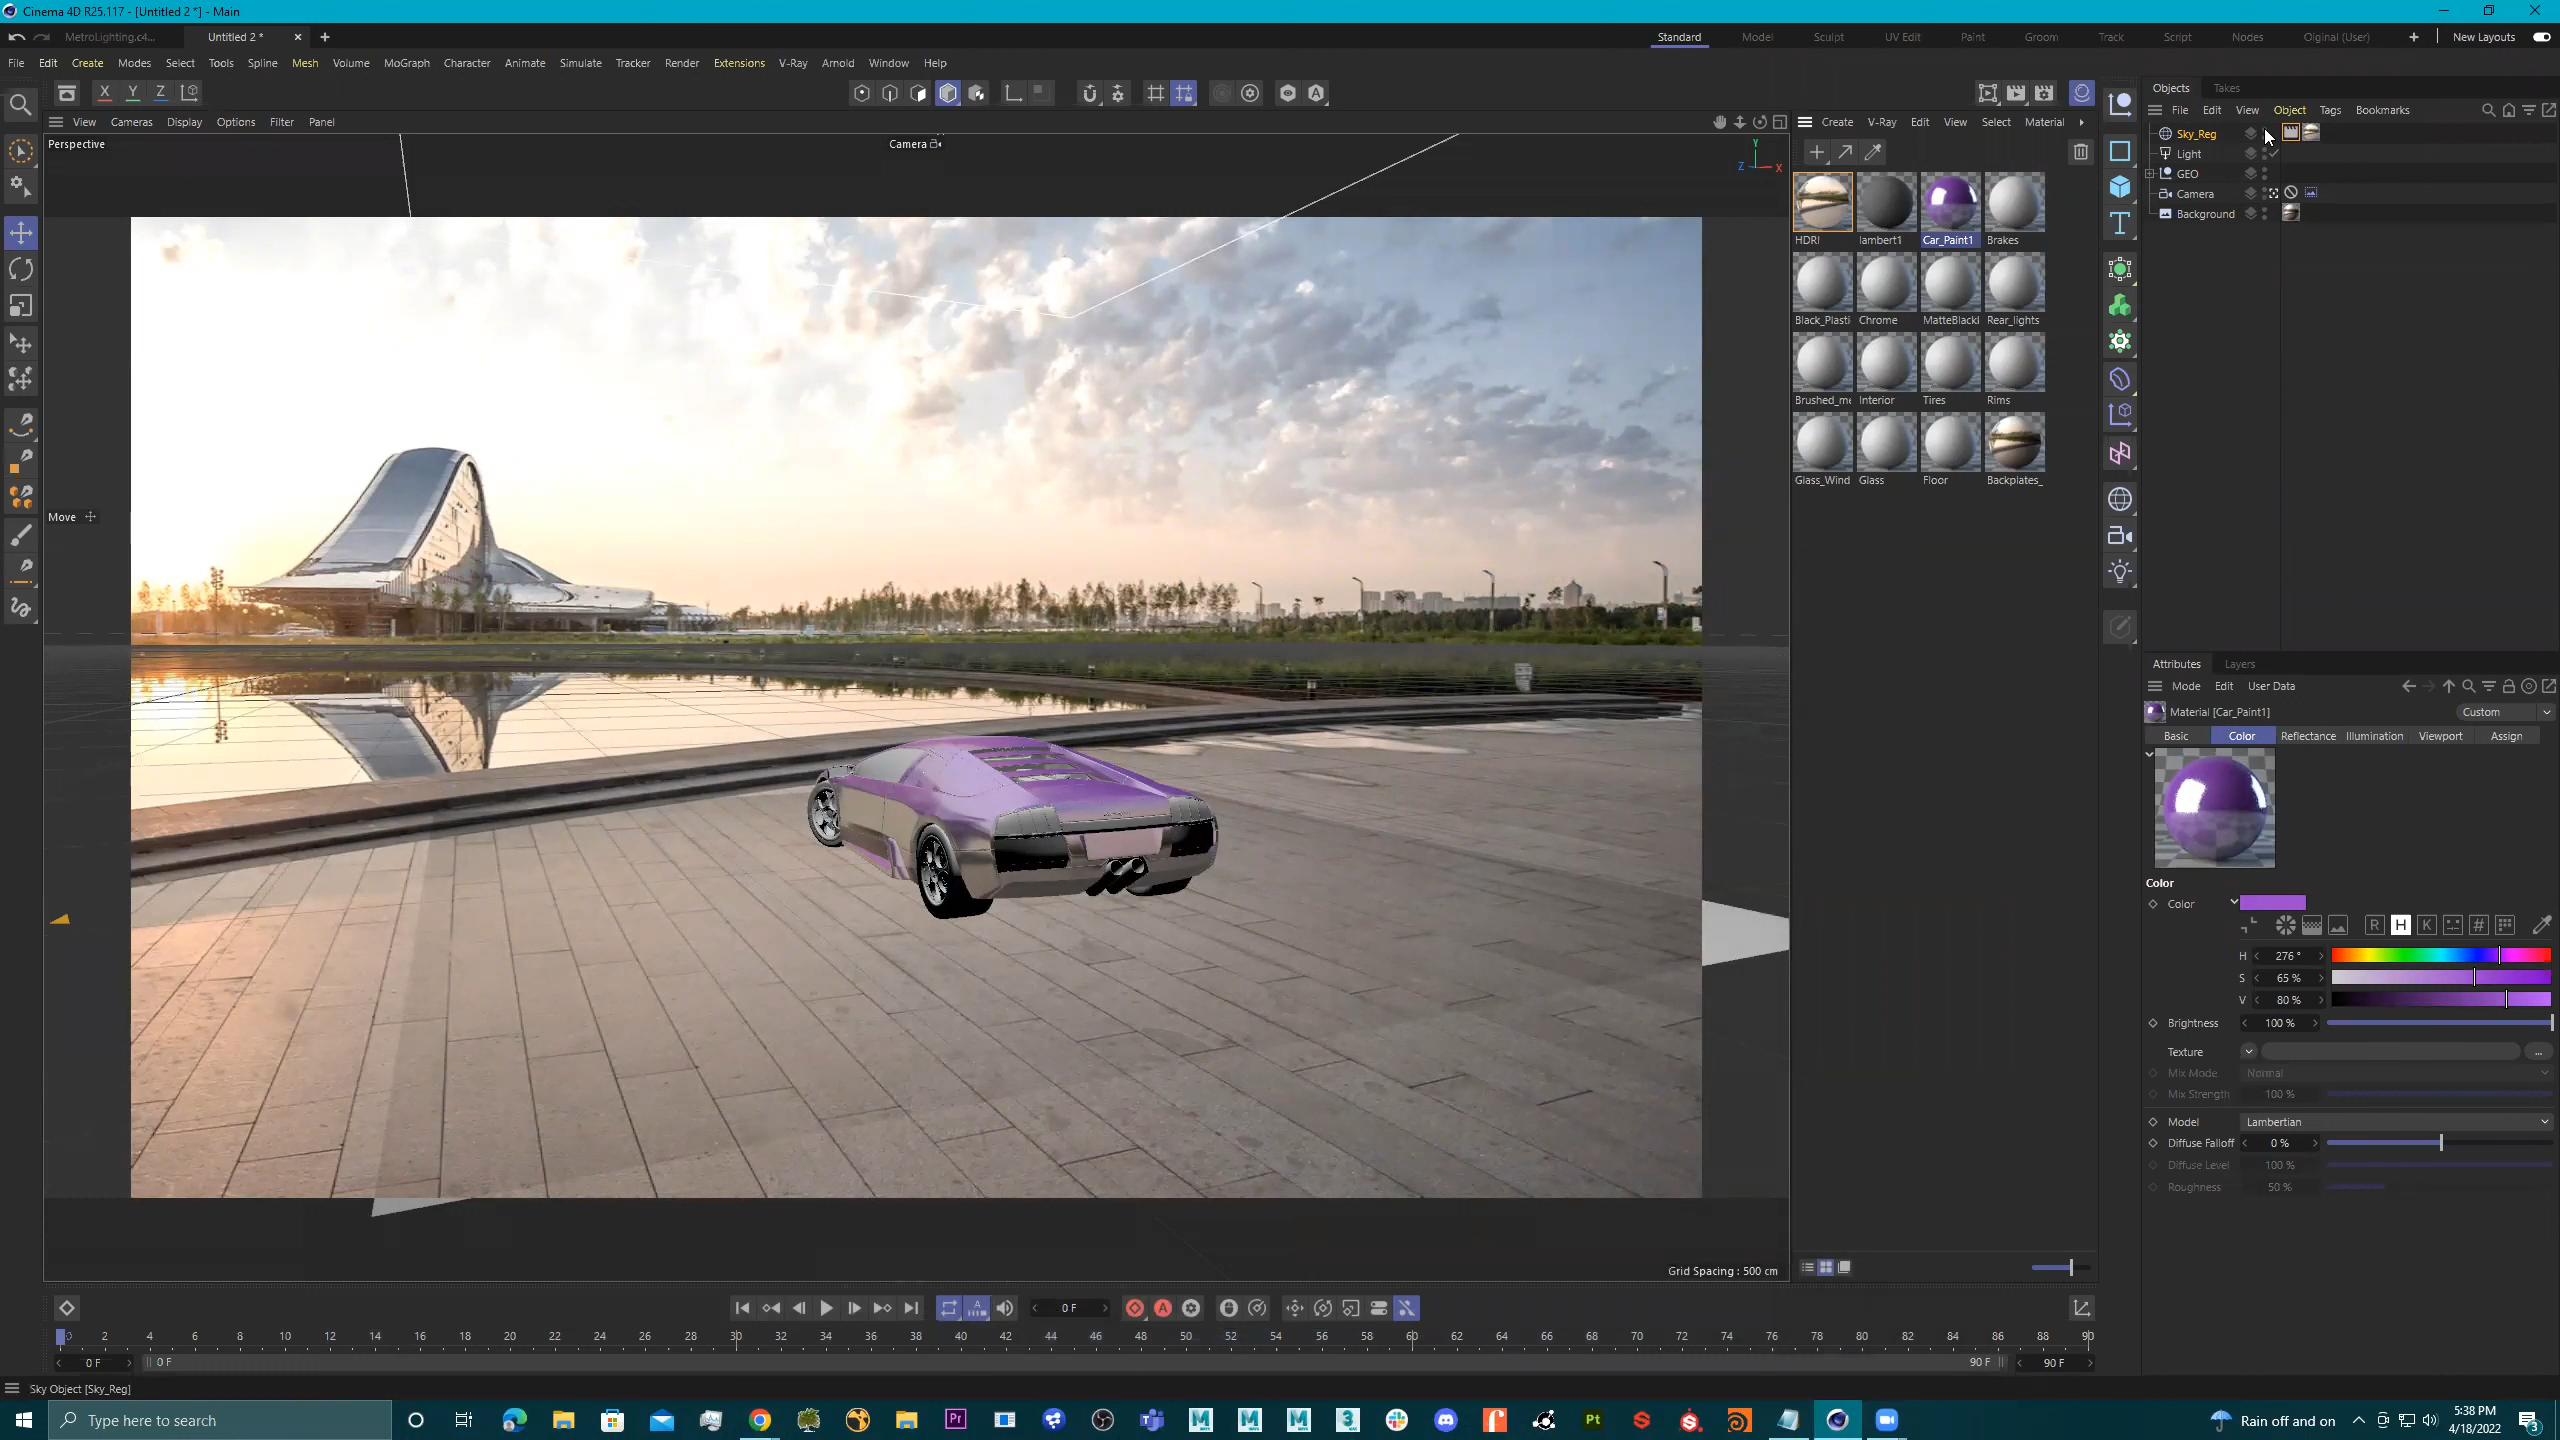 Cinema 4D R25.117 - [Untitled 2 *] - Main
MetroLighting.c4...
Untitled 2 *
Standard
Model
Sculpt
UV Edit
Paint
Groom
Track
Script
Nodes
Oiginal (User)
New Layouts
File Edit Create Modes Select Tools Spline Mesh Volume MoGraph Character Animate Simulate Tracker Render Extensions V-Ray Arnold Window Help
X Y Z
View Cameras Display Options Filter Panel
Perspective
Camera
Y
Z
X
Move
Grid Spacing : 500 cm
Create V-Ray Edit View Select Material
HDRI lambert1 Car_Paint1 Brakes
Black_Plasti Chrome MatteBlackl Rear_lights
Brushed_me Interior Tires Rims
Glass_Wind Glass Floor Backplates_
Objects Takes
File Edit View Object Tags Bookmarks
Sky_Reg
Light
GEO
Camera
Background
Attributes Layers
Mode Edit User Data
Material [Car_Paint1]
Custom
Basic Color Reflectance Illumination Viewport Assign
Color
Color
R H K #
H 276 °
S 65 %
V 80 %
Brightness 100 %
Texture ...
Mix Mode Normal
Mix Strength 100 %
Model Lambertian
Diffuse Falloff 0 %
Diffuse Level 100 %
Roughness 50 %
0 F
0 2 4 6 8 10 12 14 16 18 20 22 24 26 28 30 32 34 36 38 40 42 44 46 48 50 52 54 56 58 60 62 64 66 68 70 72 74 76 78 80 82 84 86 88 90
0 F
0 F
90 F
90 F
Sky Object [Sky_Reg]
Type here to search
Rain off and on
5:38 PM
4/18/2022
3